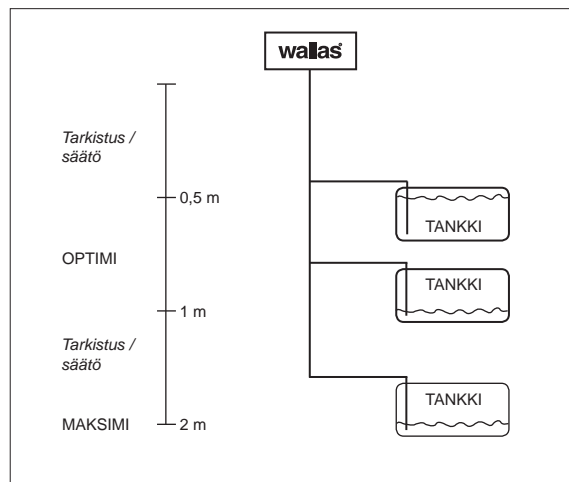 wallas®
Tarkistus /
säätö
0,5 m
TANKKI
OPTIMI
TANKKI
1 m
Tarkistus /
säätö
TANKKI
MAKSIMI
2 m